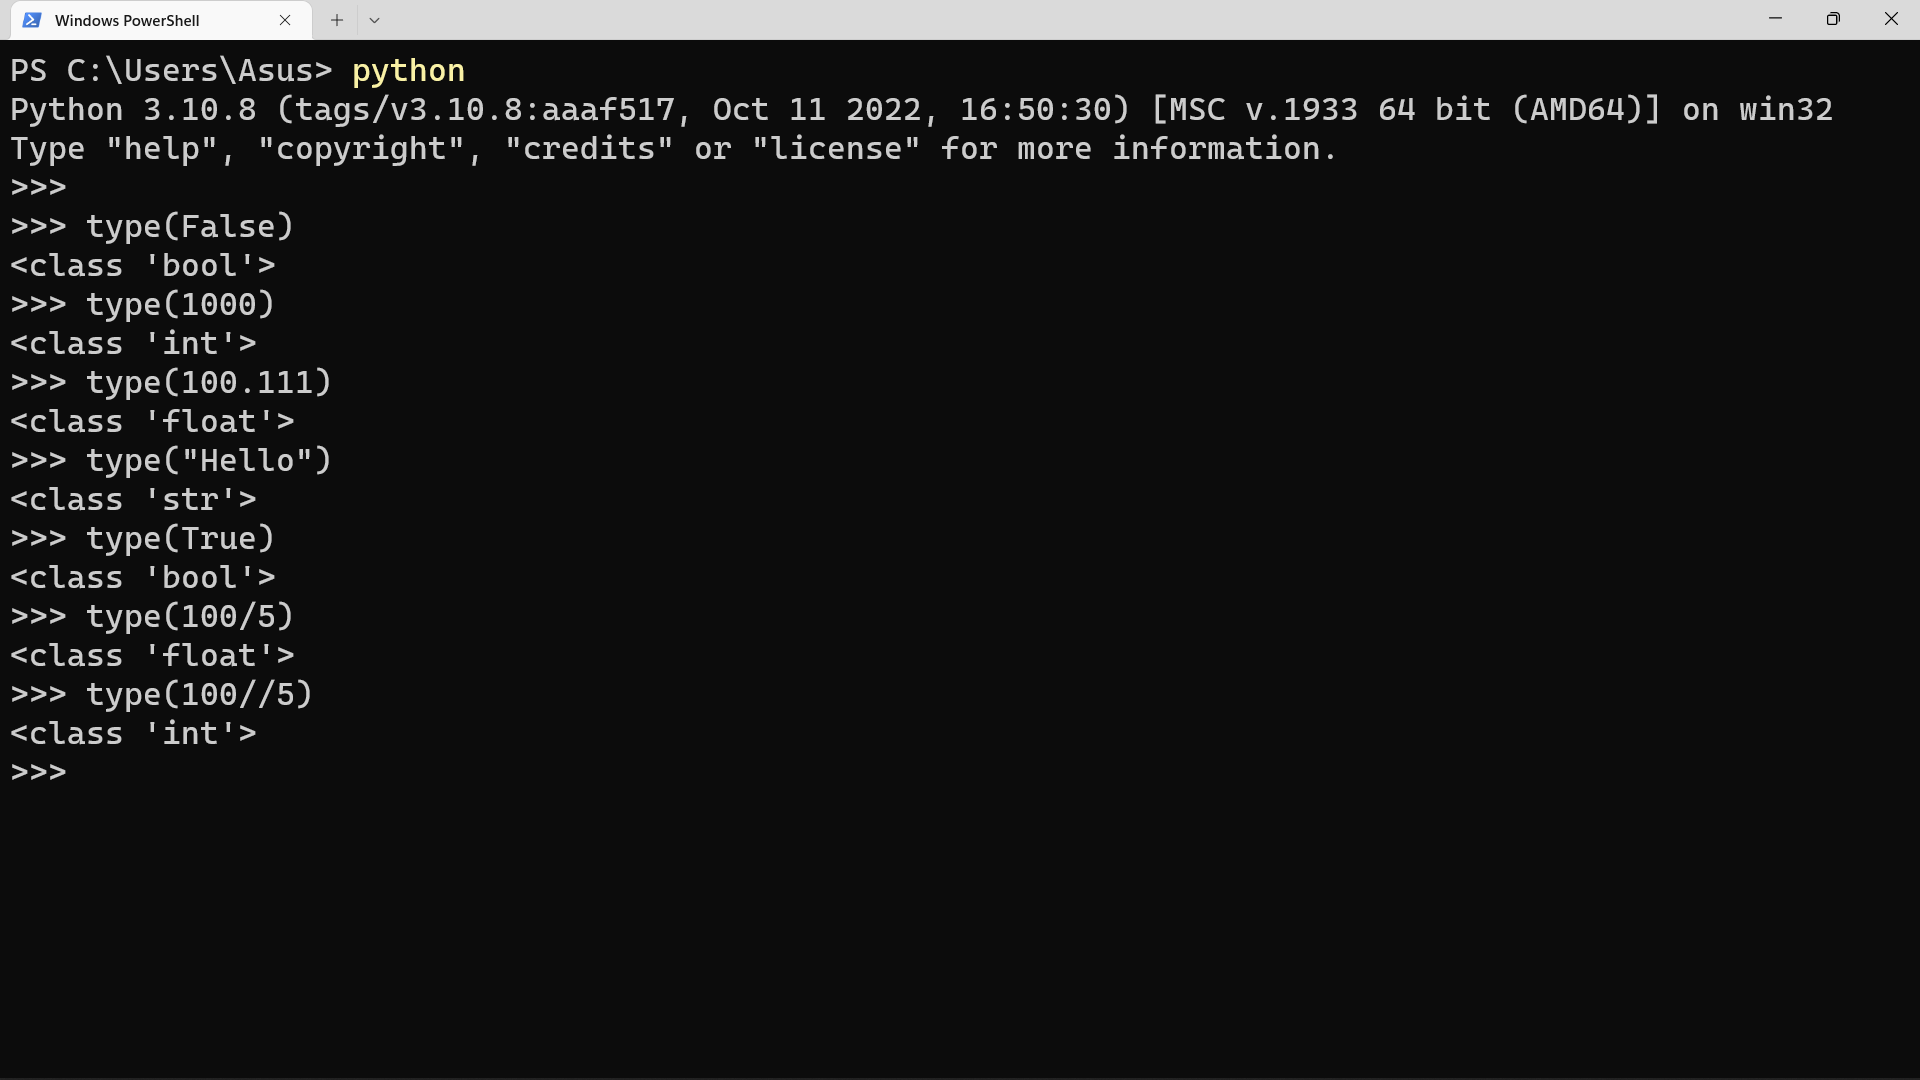 Windows PowerShell
PS C:\Users\Asus> python
Python 3.10.8 (tags/v3.10.8:aaaf517, Oct 11 2022, 16:50:30) [MSC v.1933 64 bit (AMD64)] on win32
Type "help", "copyright", "credits" or "license" for more information.
>>>
>>> type(False)
<class 'bool'>
>>> type(1000)
<class 'int'>
>>> type(100.111)
<class 'float'>
>>> type("Hello")
<class 'str'>
>>> type(True)
<class 'bool'>
>>> type(100/5)
<class 'float'>
>>> type(100//5)
<class 'int'>
>>>